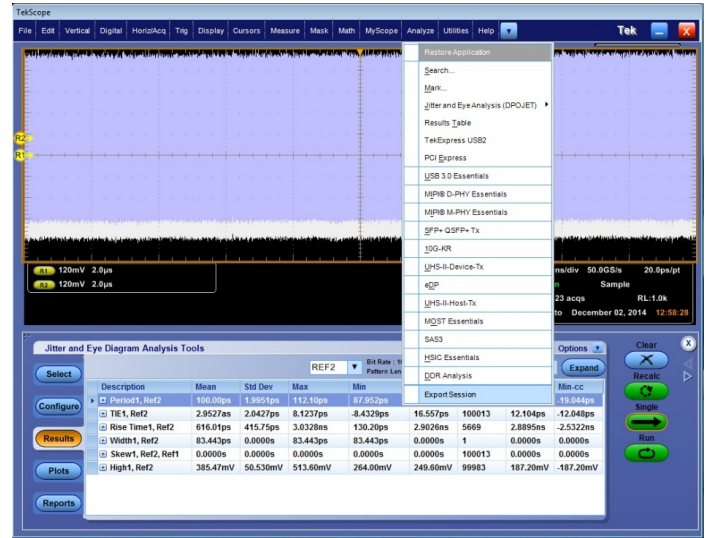 TekScope
File Edit Vertical Digital Horiz/Acq Trig Display Cursors Measure Mask Math MyScope Analyze Utilities Help Tek
Restore Application
Search...
Mark...
Jitter and Eye Analysis (DPOJET)
Results Table
TekExpress USB2
PCI Express
USB 3.0 Essentials
MIPI® D-PHY Essentials
MIPI® M-PHY Essentials
SFP+ QSFP+ Tx
10G-KR
UHS-II-Device-Tx
eDP
UHS-II-Host-Tx
MOST Essentials
SAS3
HSIC Essentials
DDR Analysis
Export Session
R2
R1
R1 120mV 2.0µs
R2 120mV 2.0µs
ns/div 50.0GS/s 20.0ps/pt
Sample
23 acqs RL:1.0k
to December 02, 2014 12:58:28
Jitter and Eye Diagram Analysis Tools
Options
Clear
X
REF2
Bit Rate : 1
Pattern Len
Expand
Select
Configure
Results
Plots
Reports
Recalc
Single
Run
Description Mean Std Dev Max Min Min-cc
Period1, Ref2 100.00ps 1.9951ps 112.10ps 87.952ps -19.044ps
TIE1, Ref2 2.9527as 2.0427ps 8.1237ps -8.4329ps 16.557ps 100013 12.104ps -12.048ps
Rise Time1, Ref2 616.01ps 415.75ps 3.0328ns 130.20ps 2.9026ns 5669 2.8895ns -2.5322ns
Width1, Ref2 83.443ps 0.0000s 83.443ps 83.443ps 0.0000s 1 0.0000s 0.0000s
Skew1, Ref2, Ref1 0.0000s 0.0000s 0.0000s 0.0000s 0.0000s 100013 0.0000s 0.0000s
High1, Ref2 385.47mV 50.530mV 513.60mV 264.00mV 249.60mV 99983 187.20mV -187.20mV